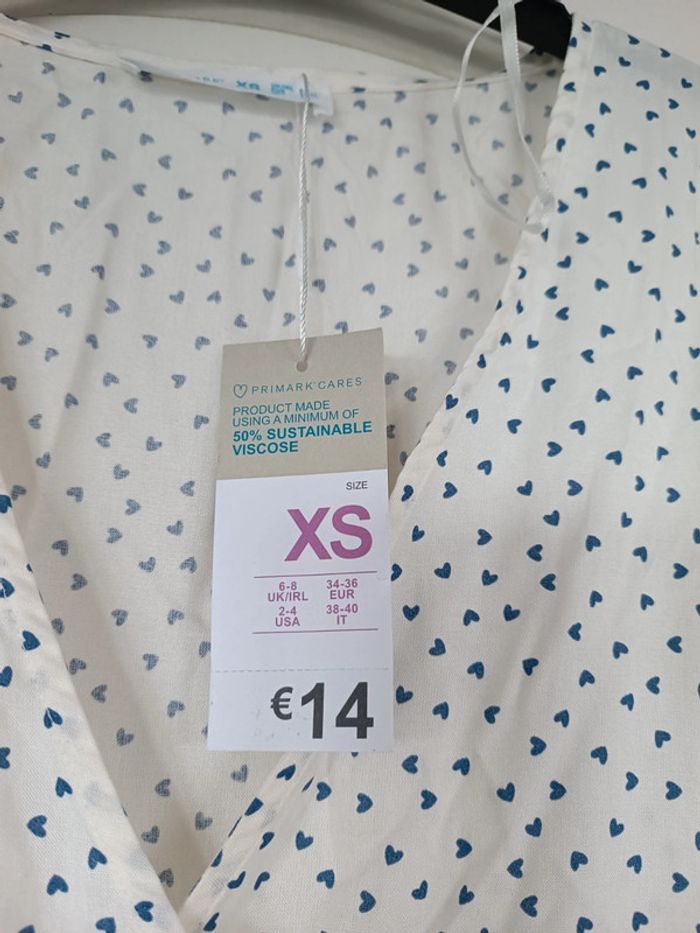 XS
PRIMARK CARES
PRODUCT MADE
USING A MINIMUM OF
50% SUSTAINABLE
VISCOSE
SIZE
XS
6-8 34-36
UK/IRL EUR
2-4 38-40
USA IT
€14